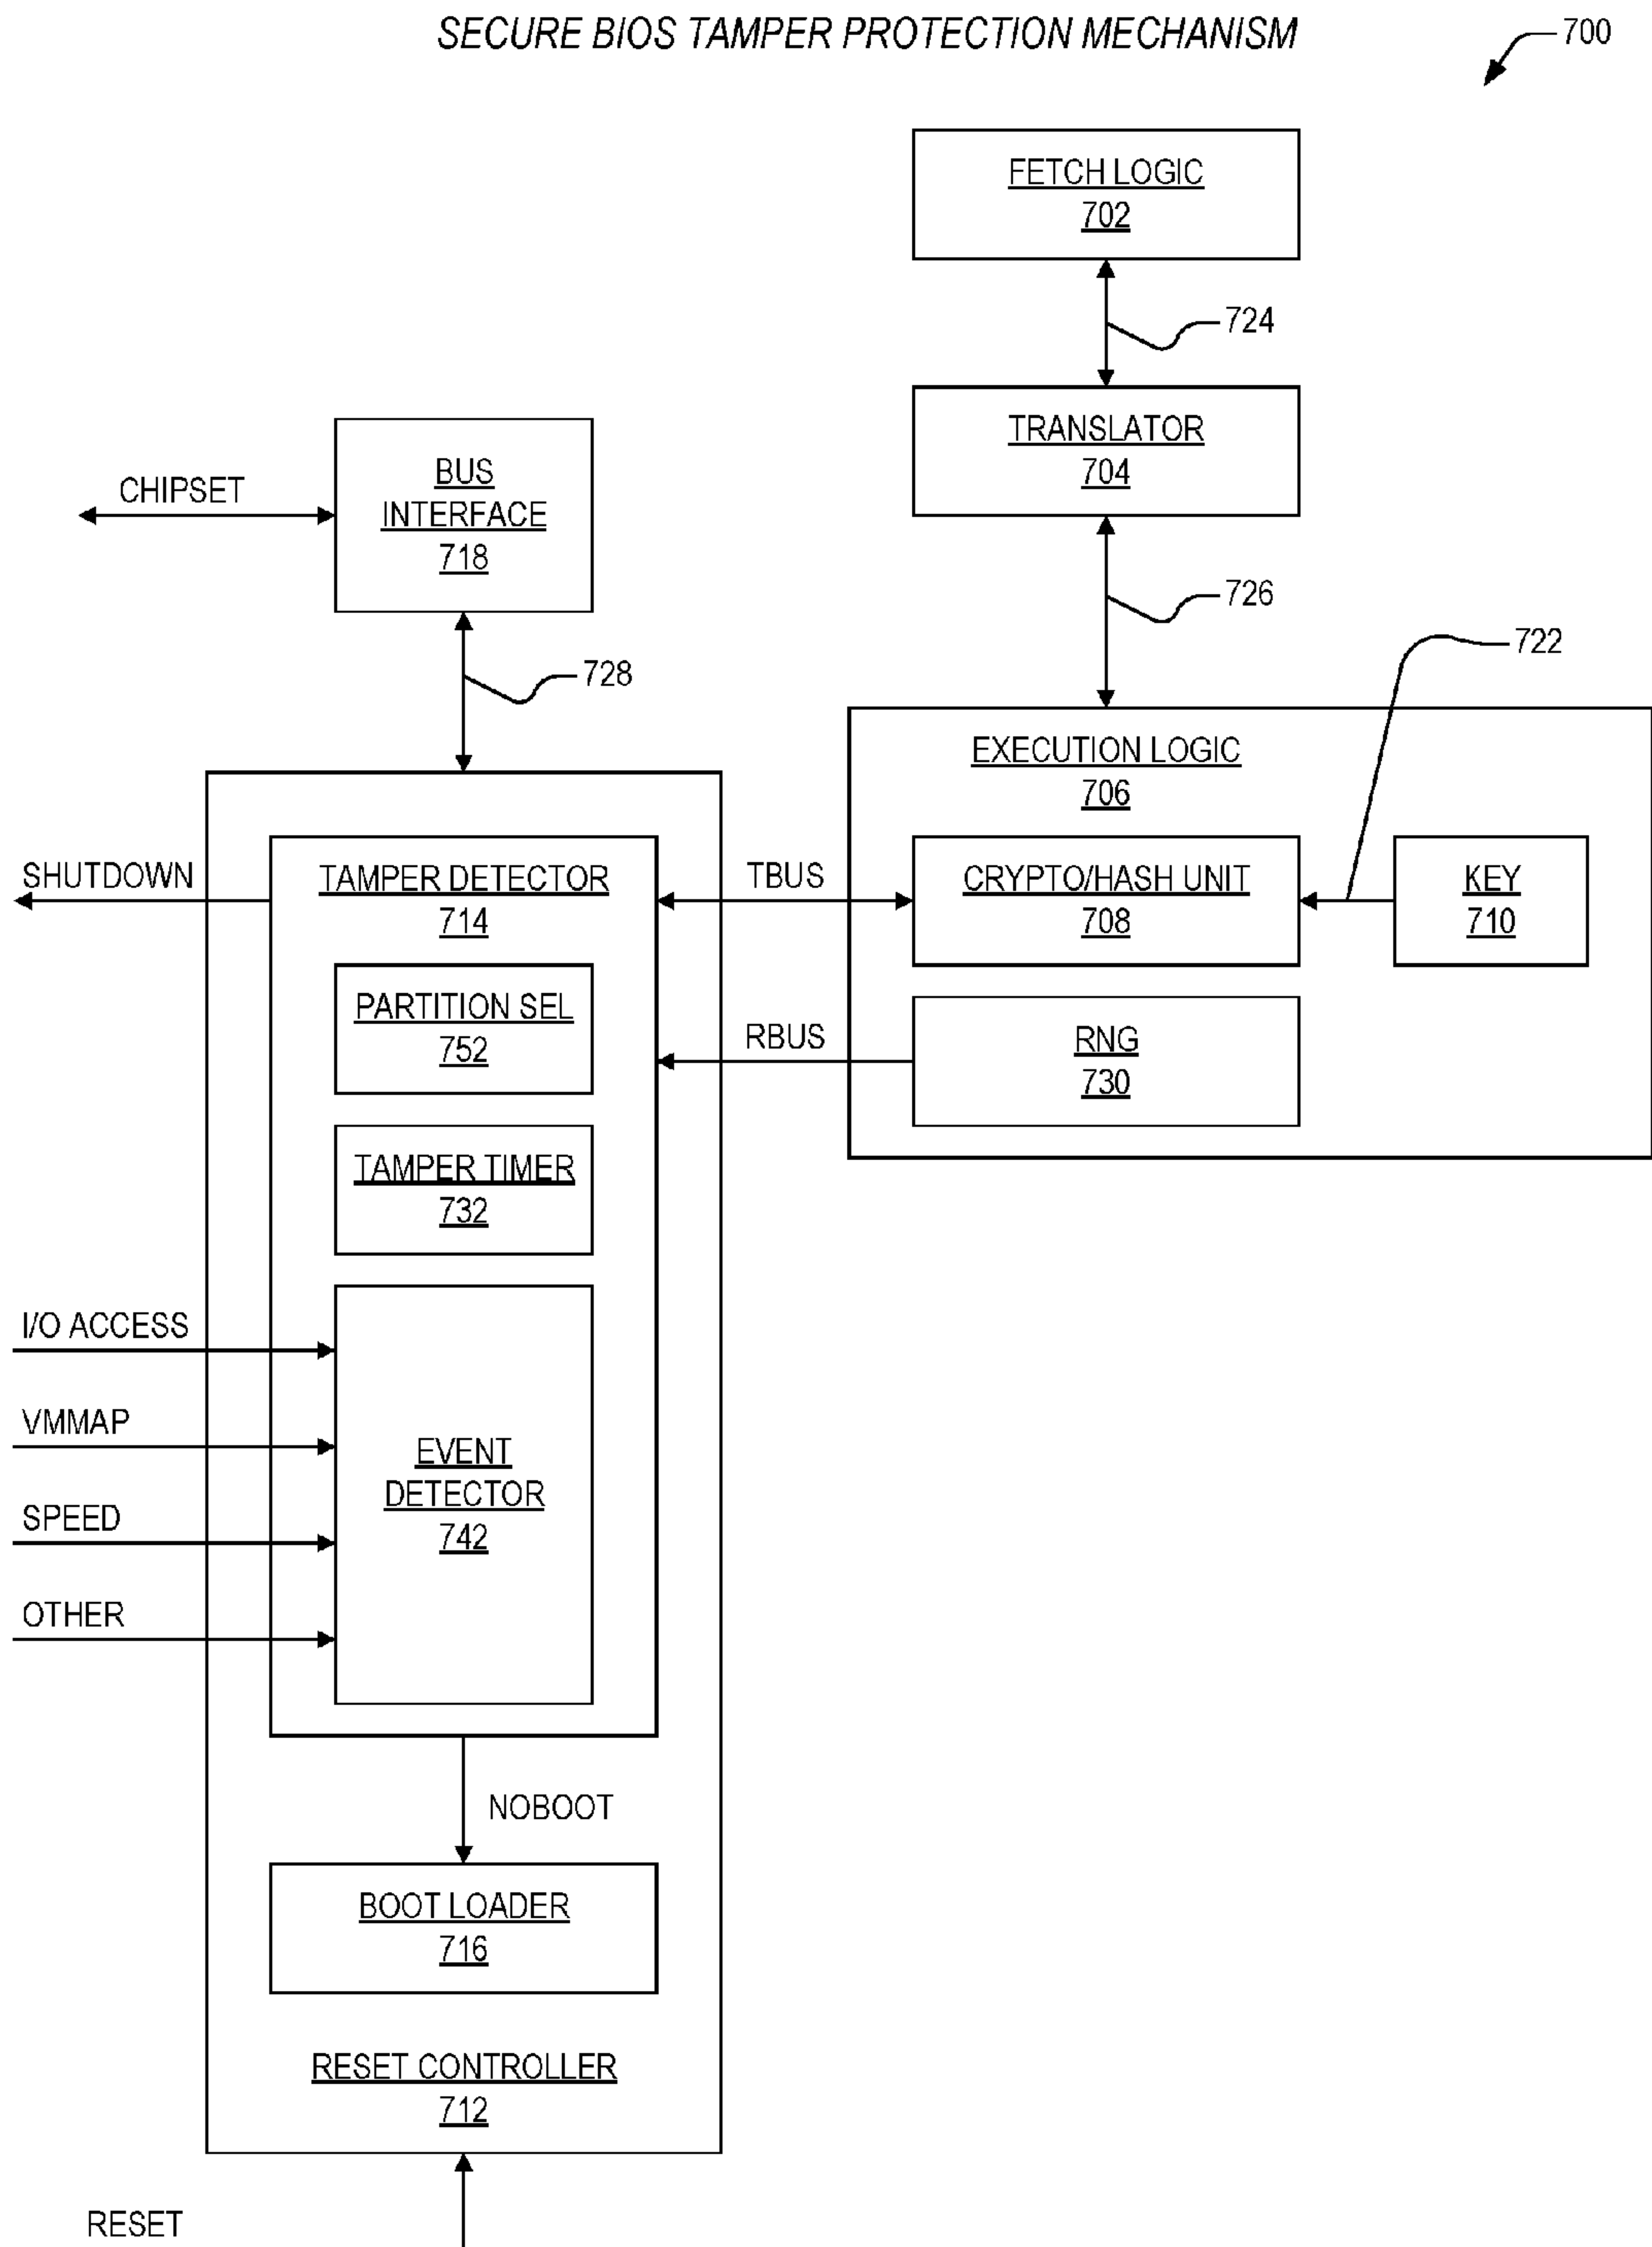 SECURE BIOS TAMPER PROTECTION MECHANISM
700
FETCH LOGIC
702
724
TRANSLATOR
704
CHIPSET
BUS
INTERFACE
718
726
722
728
EXECUTION LOGIC
706
SHUTDOWN
TAMPER DETECTOR
714
TBUS
CRYPTO/HASH UNIT
708
KEY
710
PARTITION SEL
752
RBUS
RNG
730
TAMPER TIMER
732
I/O ACCESS
VMMAP
SPEED
OTHER
EVENT
DETECTOR
742
NOBOOT
BOOT LOADER
716
RESET CONTROLLER
712
RESET